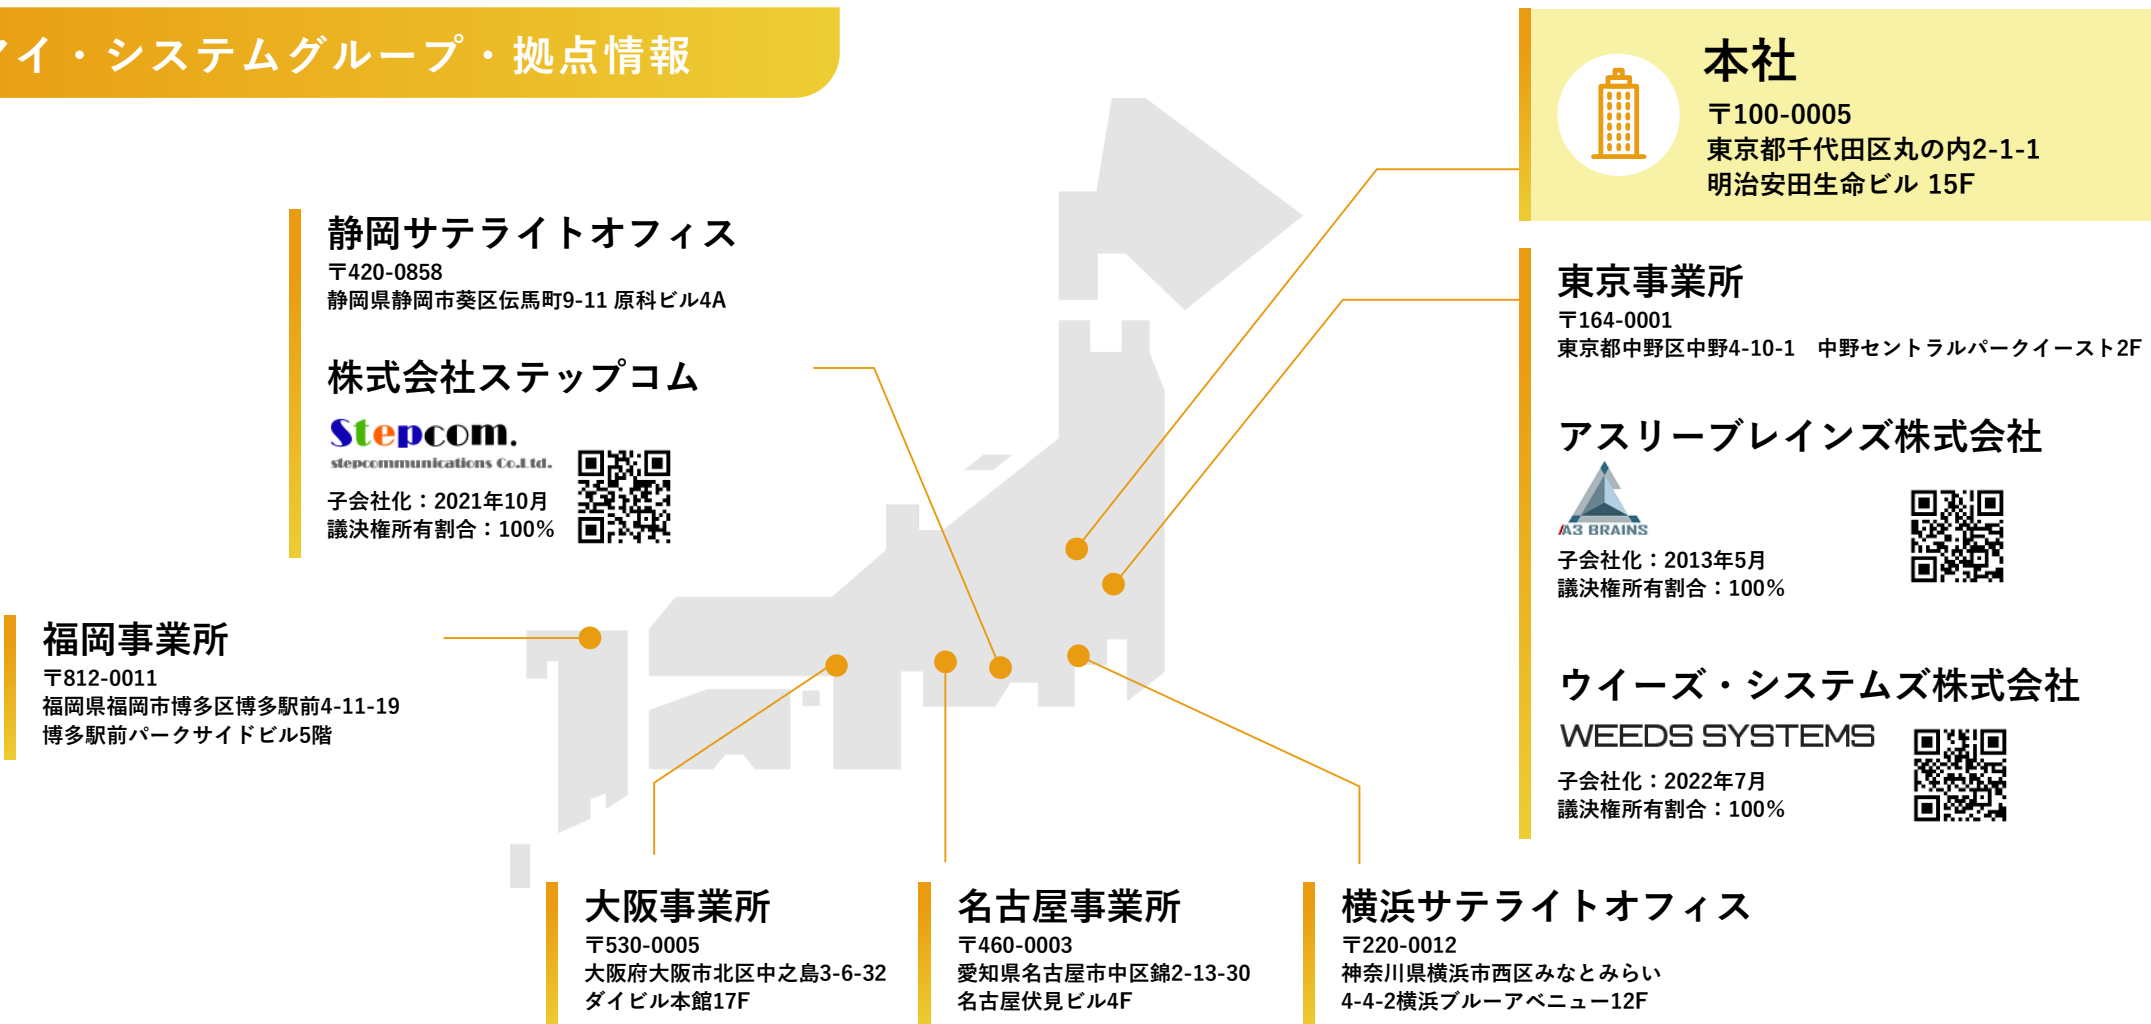 アイ・システムグループ・拠点情報
本社
〒100-0005
東京都千代田区丸の内2-1-1
明治安田生命ビル 15F
静岡サテライトオフィス
〒420-0858
静岡県静岡市葵区伝馬町9-11 原科ビル4A
株式会社ステップコム
Stepcom.
stepcommunications Co.Ltd.
子会社化：2021年10月
議決権所有割合：100%
東京事業所
〒164-0001
東京都中野区中野4-10-1　中野セントラルパークイースト2F
アスリーブレインズ株式会社
A3 BRAINS
子会社化：2013年5月
議決権所有割合：100%
ウイーズ・システムズ株式会社
WEEDS SYSTEMS
子会社化：2022年7月
議決権所有割合：100%
福岡事業所
〒812-0011
福岡県福岡市博多区博多駅前4-11-19
博多駅前パークサイドビル5階
大阪事業所
〒530-0005
大阪府大阪市北区中之島3-6-32
ダイビル本館17F
名古屋事業所
〒460-0003
愛知県名古屋市中区錦2-13-30
名古屋伏見ビル4F
横浜サテライトオフィス
〒220-0012
神奈川県横浜市西区みなとみらい
4-4-2横浜ブルーアベニュー12F